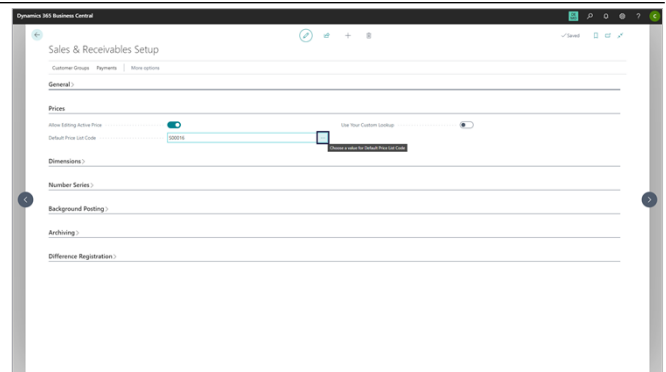 Dynamics 365 Business Central
?
C
✓Saved
Sales & Receivables Setup
Customer Groups Payments | More options
General >
Prices
Allow Editing Active Price
Use Your Custom Lookup
Default Price List Code
S00016
Choose a value for Default Price List Code
Dimensions >
Number Series >
Background Posting >
Archiving >
Difference Registration >